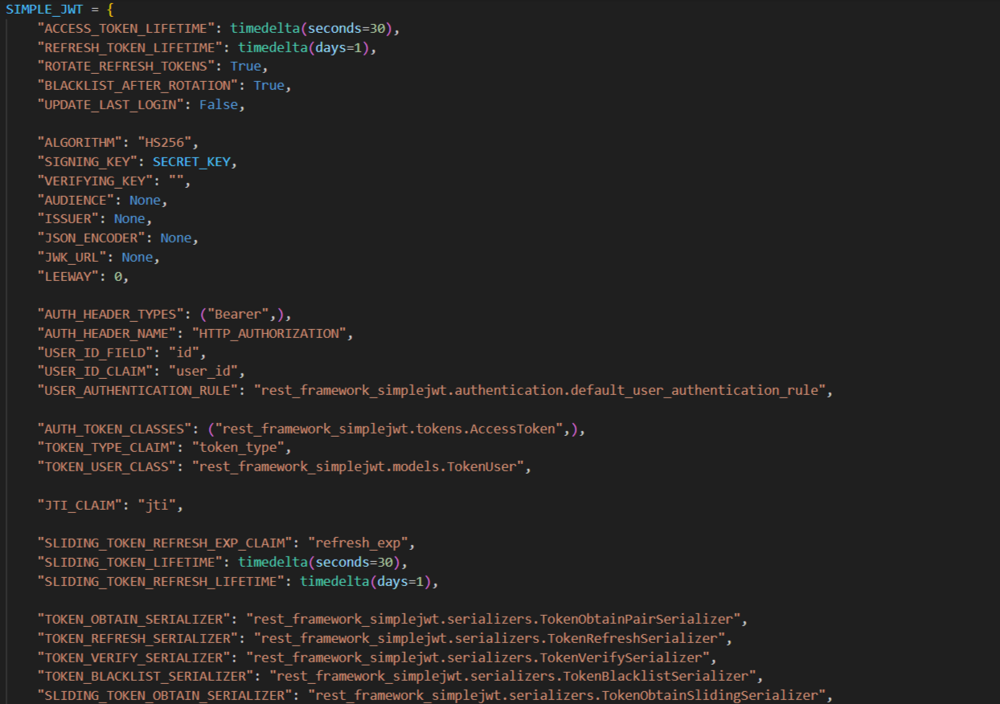 SIMPLE_JWT = {
    "ACCESS_TOKEN_LIFETIME": timedelta(seconds=30),
    "REFRESH_TOKEN_LIFETIME": timedelta(days=1),
    "ROTATE_REFRESH_TOKENS": True,
    "BLACKLIST_AFTER_ROTATION": True,
    "UPDATE_LAST_LOGIN": False,

    "ALGORITHM": "HS256",
    "SIGNING_KEY": SECRET_KEY,
    "VERIFYING_KEY": "",
    "AUDIENCE": None,
    "ISSUER": None,
    "JSON_ENCODER": None,
    "JWK_URL": None,
    "LEEWAY": 0,

    "AUTH_HEADER_TYPES": ("Bearer",),
    "AUTH_HEADER_NAME": "HTTP_AUTHORIZATION",
    "USER_ID_FIELD": "id",
    "USER_ID_CLAIM": "user_id",
    "USER_AUTHENTICATION_RULE": "rest_framework_simplejwt.authentication.default_user_authentication_rule",

    "AUTH_TOKEN_CLASSES": ("rest_framework_simplejwt.tokens.AccessToken",),
    "TOKEN_TYPE_CLAIM": "token_type",
    "TOKEN_USER_CLASS": "rest_framework_simplejwt.models.TokenUser",

    "JTI_CLAIM": "jti",

    "SLIDING_TOKEN_REFRESH_EXP_CLAIM": "refresh_exp",
    "SLIDING_TOKEN_LIFETIME": timedelta(seconds=30),
    "SLIDING_TOKEN_REFRESH_LIFETIME": timedelta(days=1),

    "TOKEN_OBTAIN_SERIALIZER": "rest_framework_simplejwt.serializers.TokenObtainPairSerializer",
    "TOKEN_REFRESH_SERIALIZER": "rest_framework_simplejwt.serializers.TokenRefreshSerializer",
    "TOKEN_VERIFY_SERIALIZER": "rest_framework_simplejwt.serializers.TokenVerifySerializer",
    "TOKEN_BLACKLIST_SERIALIZER": "rest_framework_simplejwt.serializers.TokenBlacklistSerializer",
    "SLIDING_TOKEN_OBTAIN_SERIALIZER": "rest_framework_simplejwt.serializers.TokenObtainSlidingSerializer",